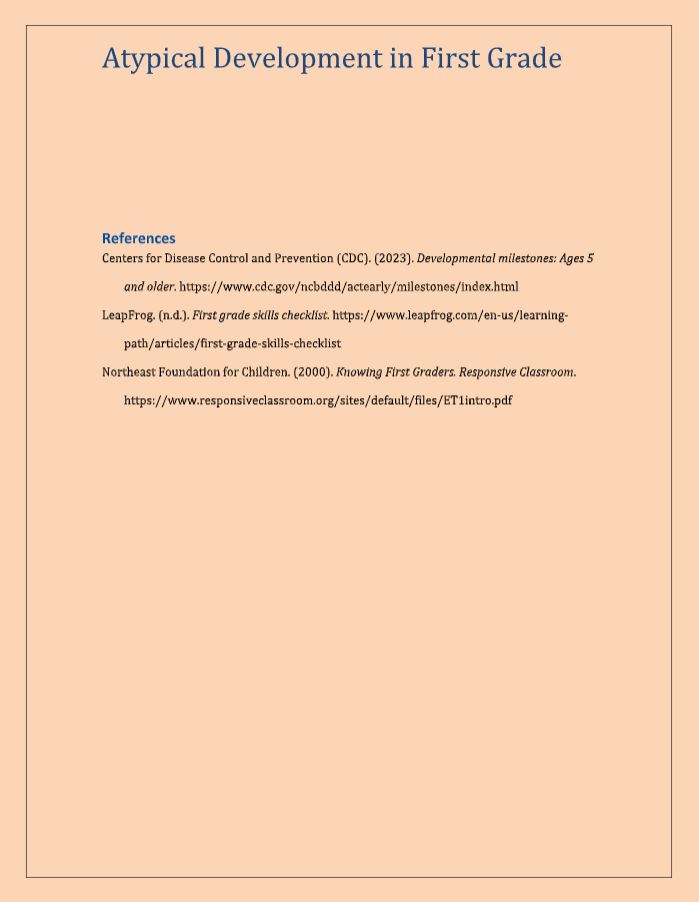 Atypical Development in First Grade
References
Centers for Disease Control and Prevention (CDC). (2023). Developmental milestones: Ages 5
and older. https://www.cdc.gov/ncbddd/actearly/milestones/index.html
LeapFrog. (n.d.). First grade skills checklist. https://www.leapfrog.com/en-us/learning-
path/articles/first-grade-skills-checklist
Northeast Foundation for Children. (2000). Knowing First Graders. Responsive Classroom.
https://www.responsiveclassroom.org/sites/default/files/ET1intro.pdf